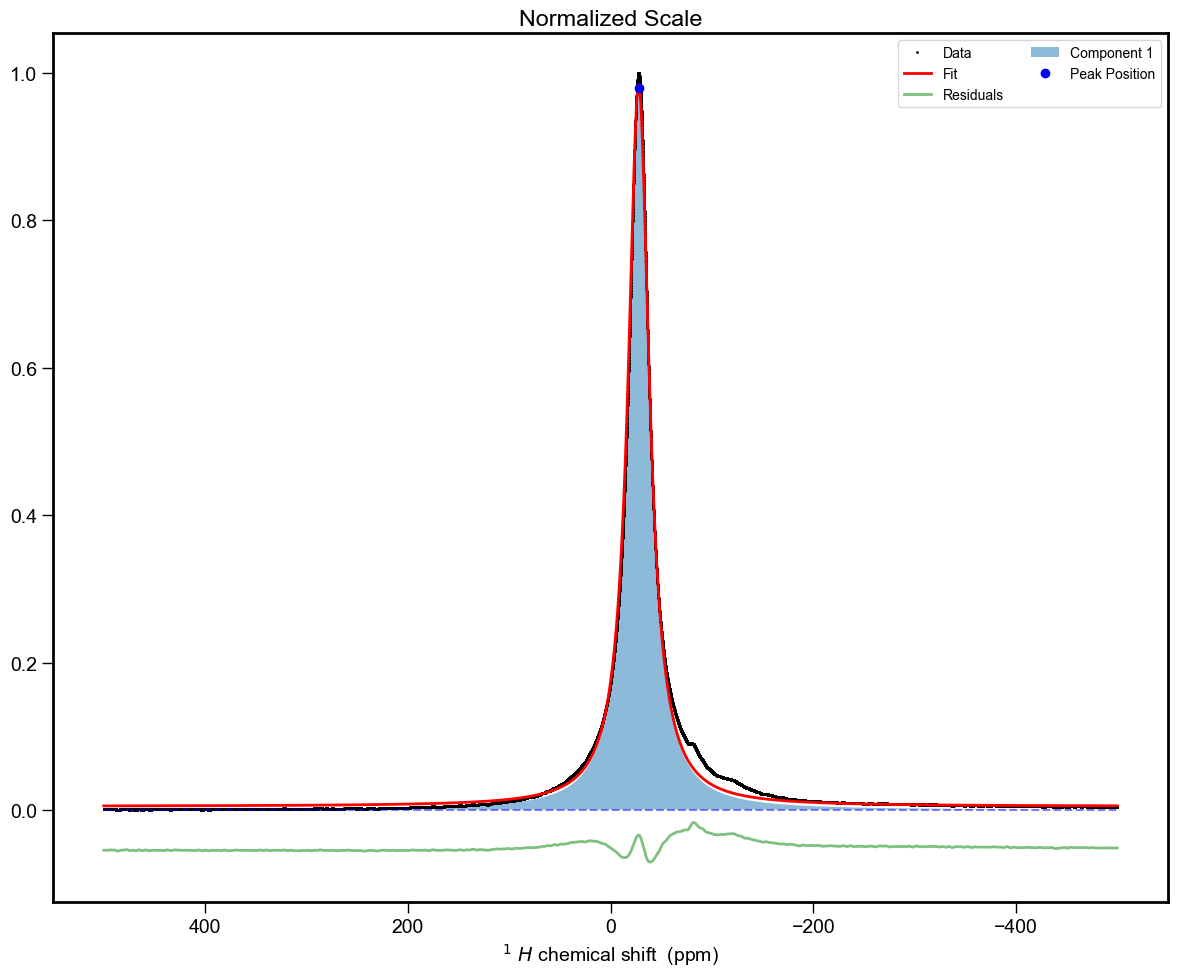 Normalized Scale
Data
Fit
Residuals
Component 1
Peak Position
1.0
0.8
0.6
0.4
0.2
0.0
400
200
0
−200
−400
¹ H chemical shift (ppm)